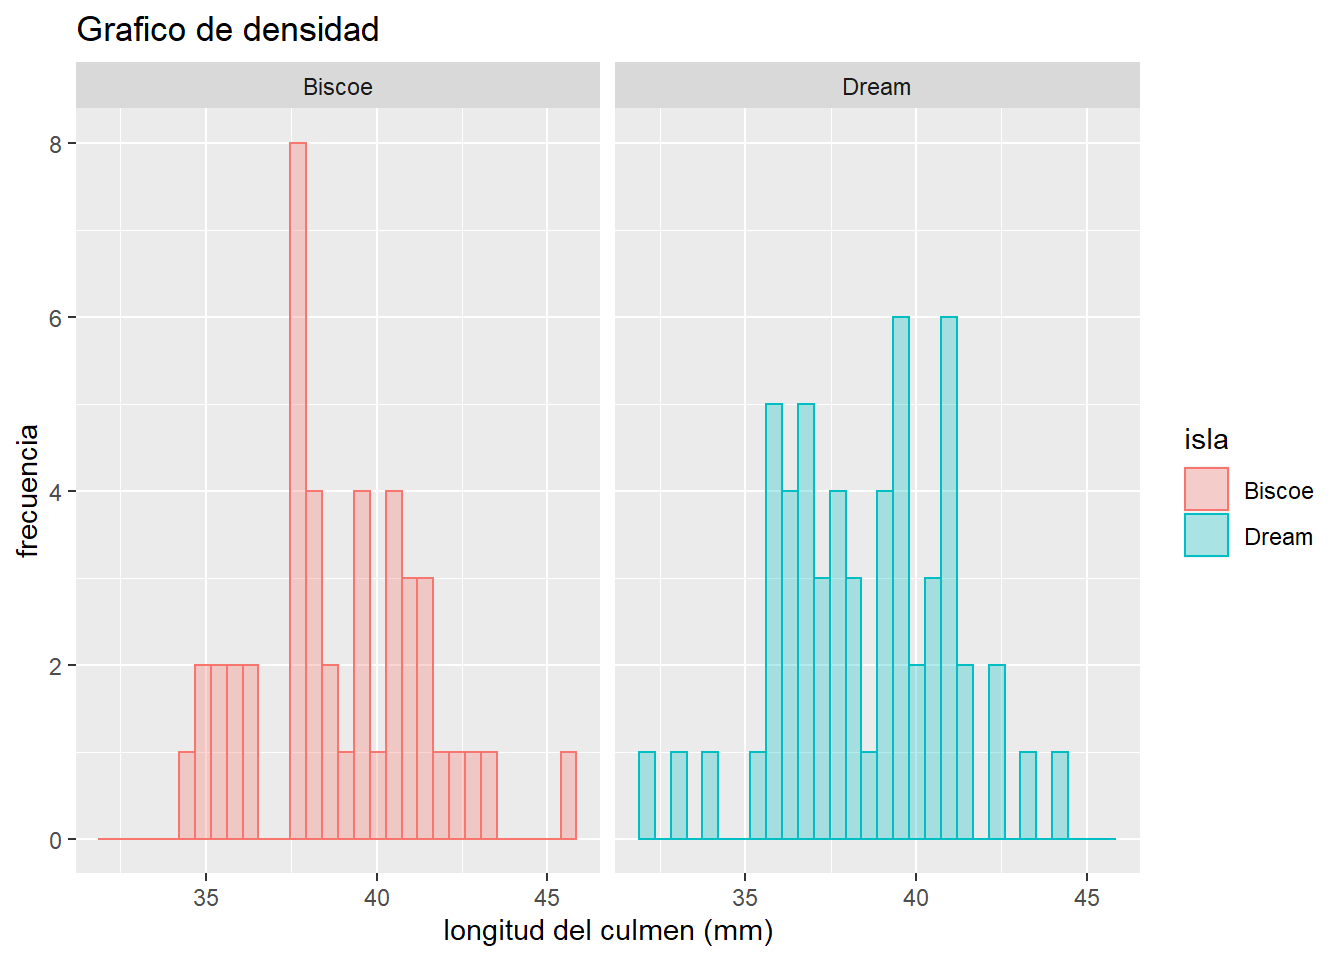 Grafico de densidad
Biscoe
Dream
8
6
4
2
0
frecuencia
35
40
45
35
40
45
longitud del culmen (mm)
isla
Biscoe
Dream